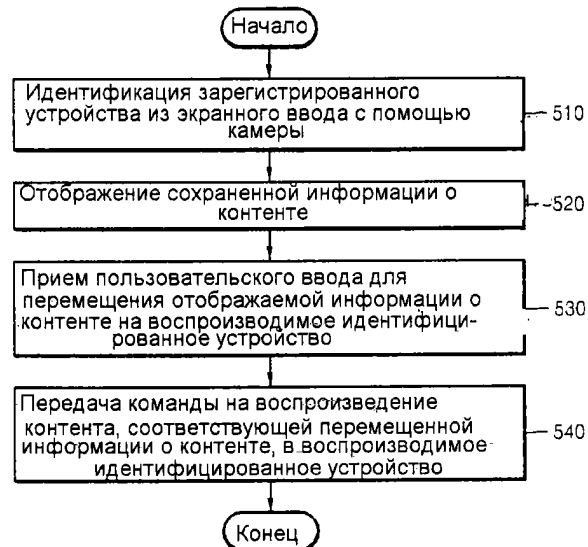 Начало
Идентификация зарегистрированного
устройства из экранного ввода с помощью
камеры
510
Отображение сохраненной информации о
контенте
520
Прием пользовательского ввода для
перемещения отображаемой информации о
контенте на воспроизводимое идентифици-
рованное устройство
530
Передача команды на воспроизведение
контента, соответствующей перемещенной
информации о контенте, в воспроизводимое
идентифицированное устройство
540
Конец